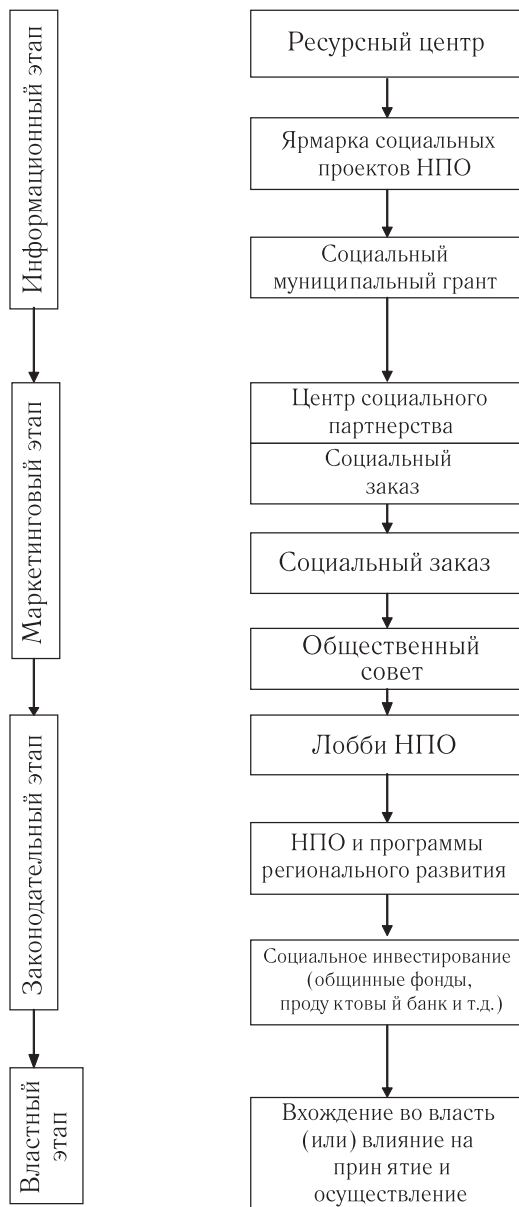 Информационный этап
Маркетинговый этап
Законодательный этап
Властный
этап
Ресурсный центр
Ярмарка социальных
проектов НПО
Социальный
муниципальный грант
Центр социального
партнерства
Социальный
заказ
Социальный заказ
Общественный
совет
Лобби НПО
НПО и программы
регионального развития
Социальное инвестирование
(общинные фонды,
проду ктовы й банк и т.д.)
Вхождение во власть
(или) влияние на
прин ятие и
осуществление